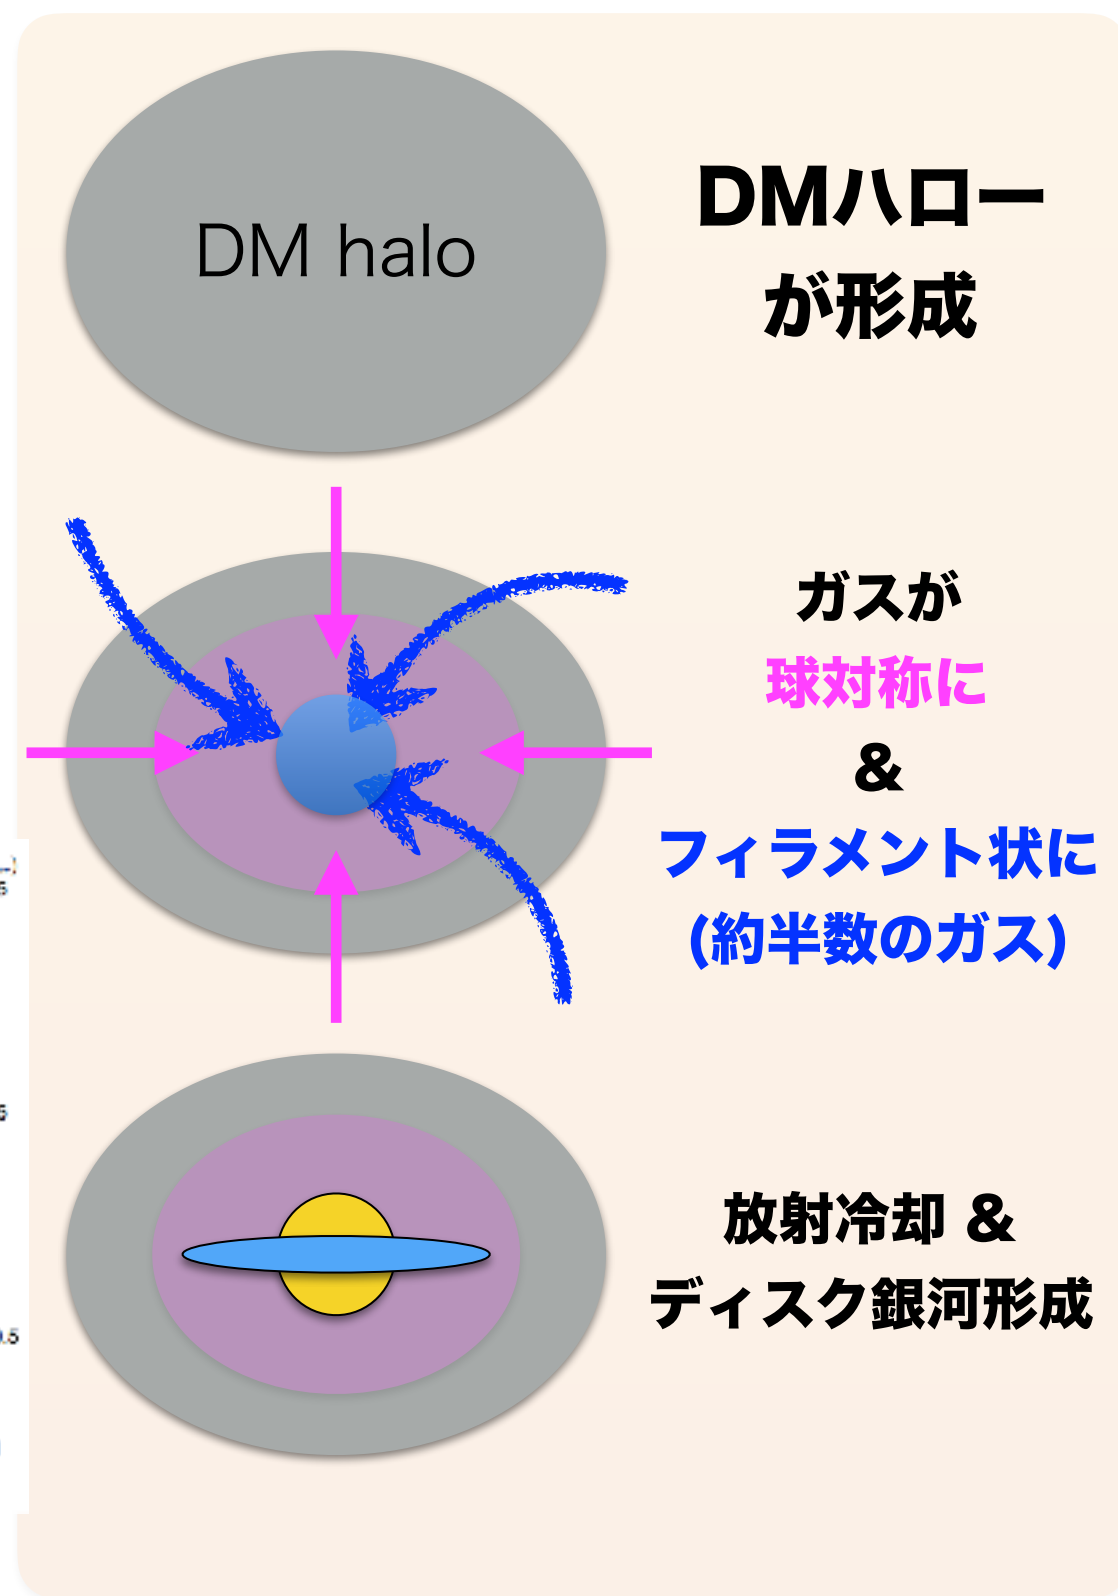 DM halo
DMハロー
が形成
ガスが
球対称に
&
フィラメント状に
(約半数のガス)
放射冷却 &
ディスク銀河形成